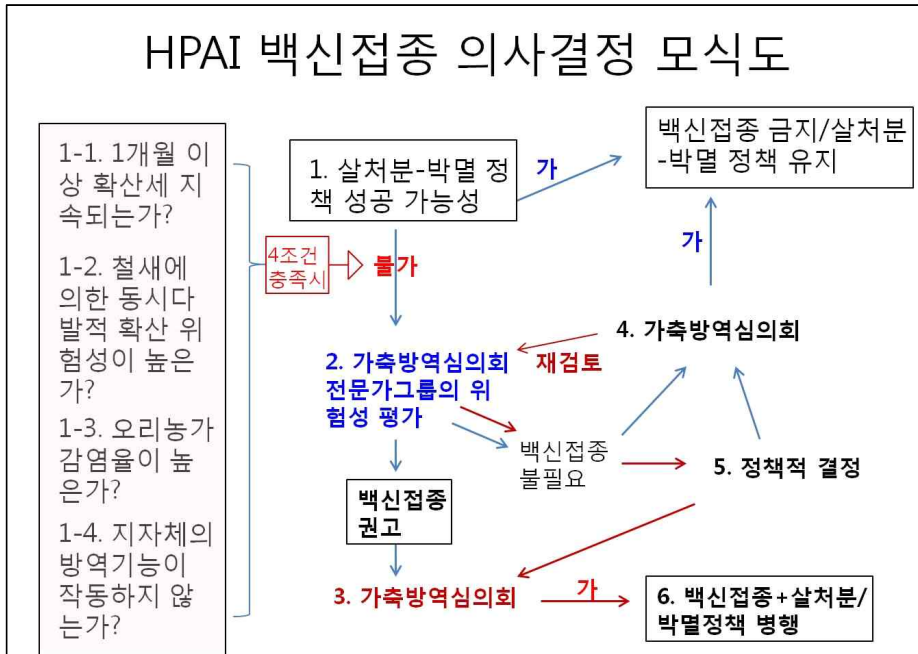 HPAI 백신접종 의사결정 모식도
1-1. 1개월 이
상 확산세 지
속되는가?
1-2. 철새에
의한 동시다
발적 확산 위
험성이 높은
가?
1-3. 오리농가
감염율이 높
은가?
1-4. 지자체의
방역기능이
작동하지 않
는가?
4조건
충족시
불가
1. 살처분-박멸 정
책 성공 가능성
가
백신접종 금지/살처분
-박멸 정책 유지
가
4. 가축방역심의회
재검토
2. 가축방역심의회
전문가그룹의 위
험성 평가
백신접종
불필요
5. 정책적 결정
백신접종
권고
3. 가축방역심의회
가
6. 백신접종+살처분/
박멸정책 병행